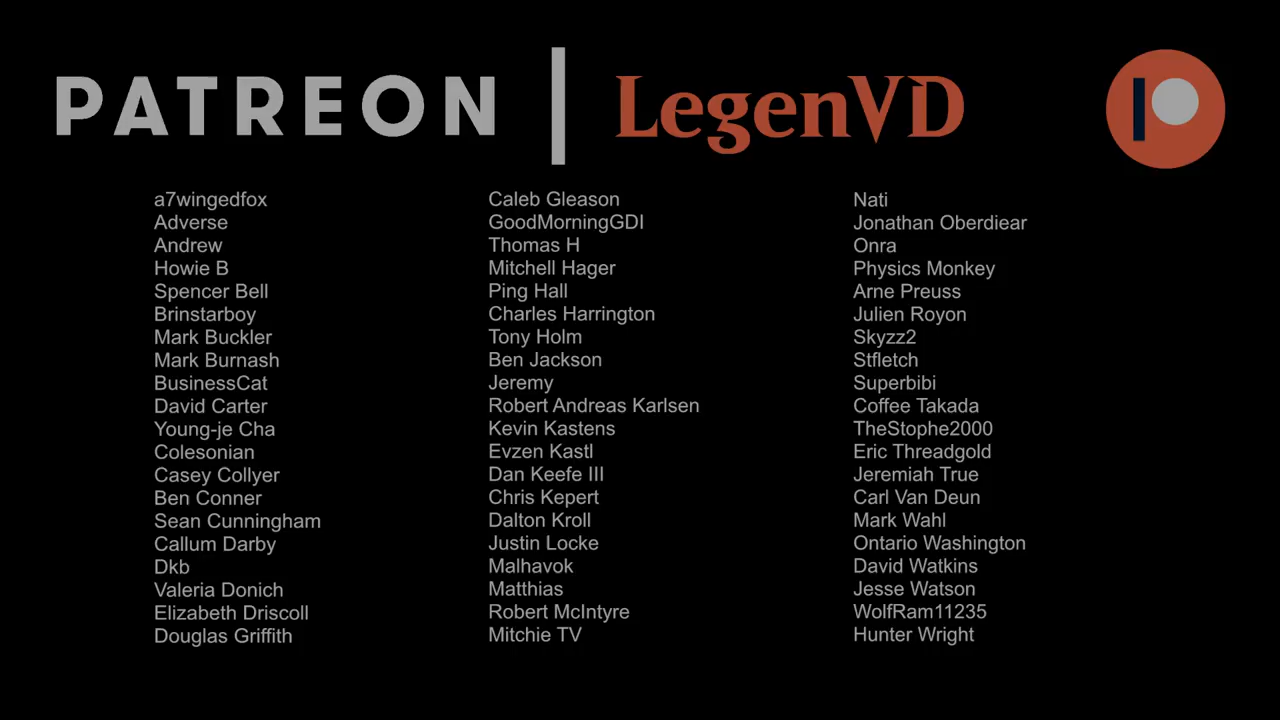 PATREON | LegenVD
a7wingedfox
Adverse
Andrew
Howie B
Spencer Bell
Brinstarboy
Mark Buckler
Mark Burnash
BusinessCat
David Carter
Young-je Cha
Colesonian
Casey Collyer
Ben Conner
Sean Cunningham
Callum Darby
Dkb
Valeria Donich
Elizabeth Driscoll
Douglas Griffith
Caleb Gleason
GoodMorningGDI
Thomas H
Mitchell Hager
Ping Hall
Charles Harrington
Tony Holm
Ben Jackson
Jeremy
Robert Andreas Karlsen
Kevin Kastens
Evzen Kastl
Dan Keefe III
Chris Kepert
Dalton Kroll
Justin Locke
Malhavok
Matthias
Robert McIntyre
Mitchie TV
Nati
Jonathan Oberdiear
Onra
Physics Monkey
Arne Preuss
Julien Royon
Skyzz2
Stfletch
Superbibi
Coffee Takada
TheStophe2000
Eric Threadgold
Jeremiah True
Carl Van Deun
Mark Wahl
Ontario Washington
David Watkins
Jesse Watson
WolfRam11235
Hunter Wright